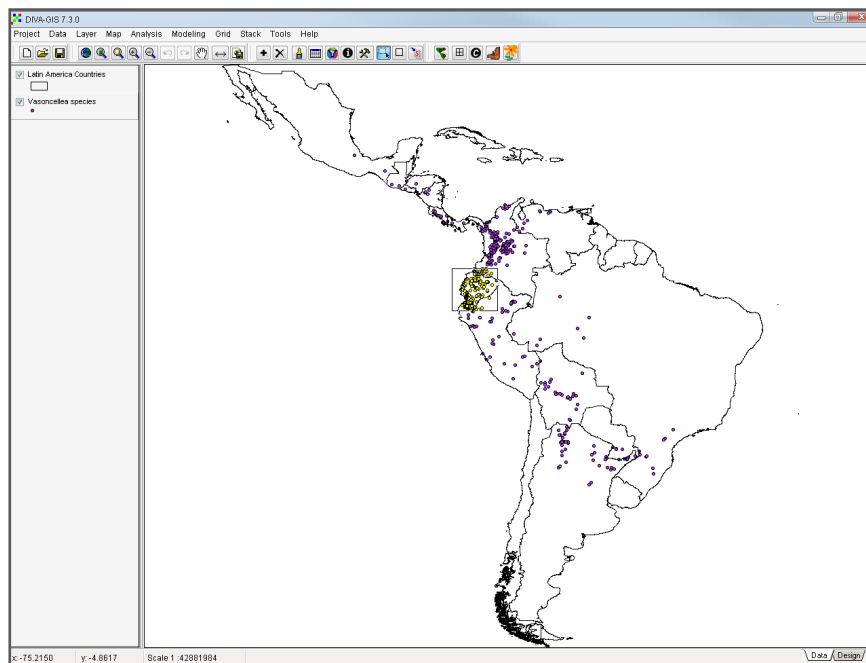 DIVA-GIS 7.3.0
Project Data Layer Map Analysis Modeling Grid Stack Tools Help
Latin America Countries
Vasoncellea species
x: -75.2150 y: -4.8617 Scale 1 :42881984 Data Design